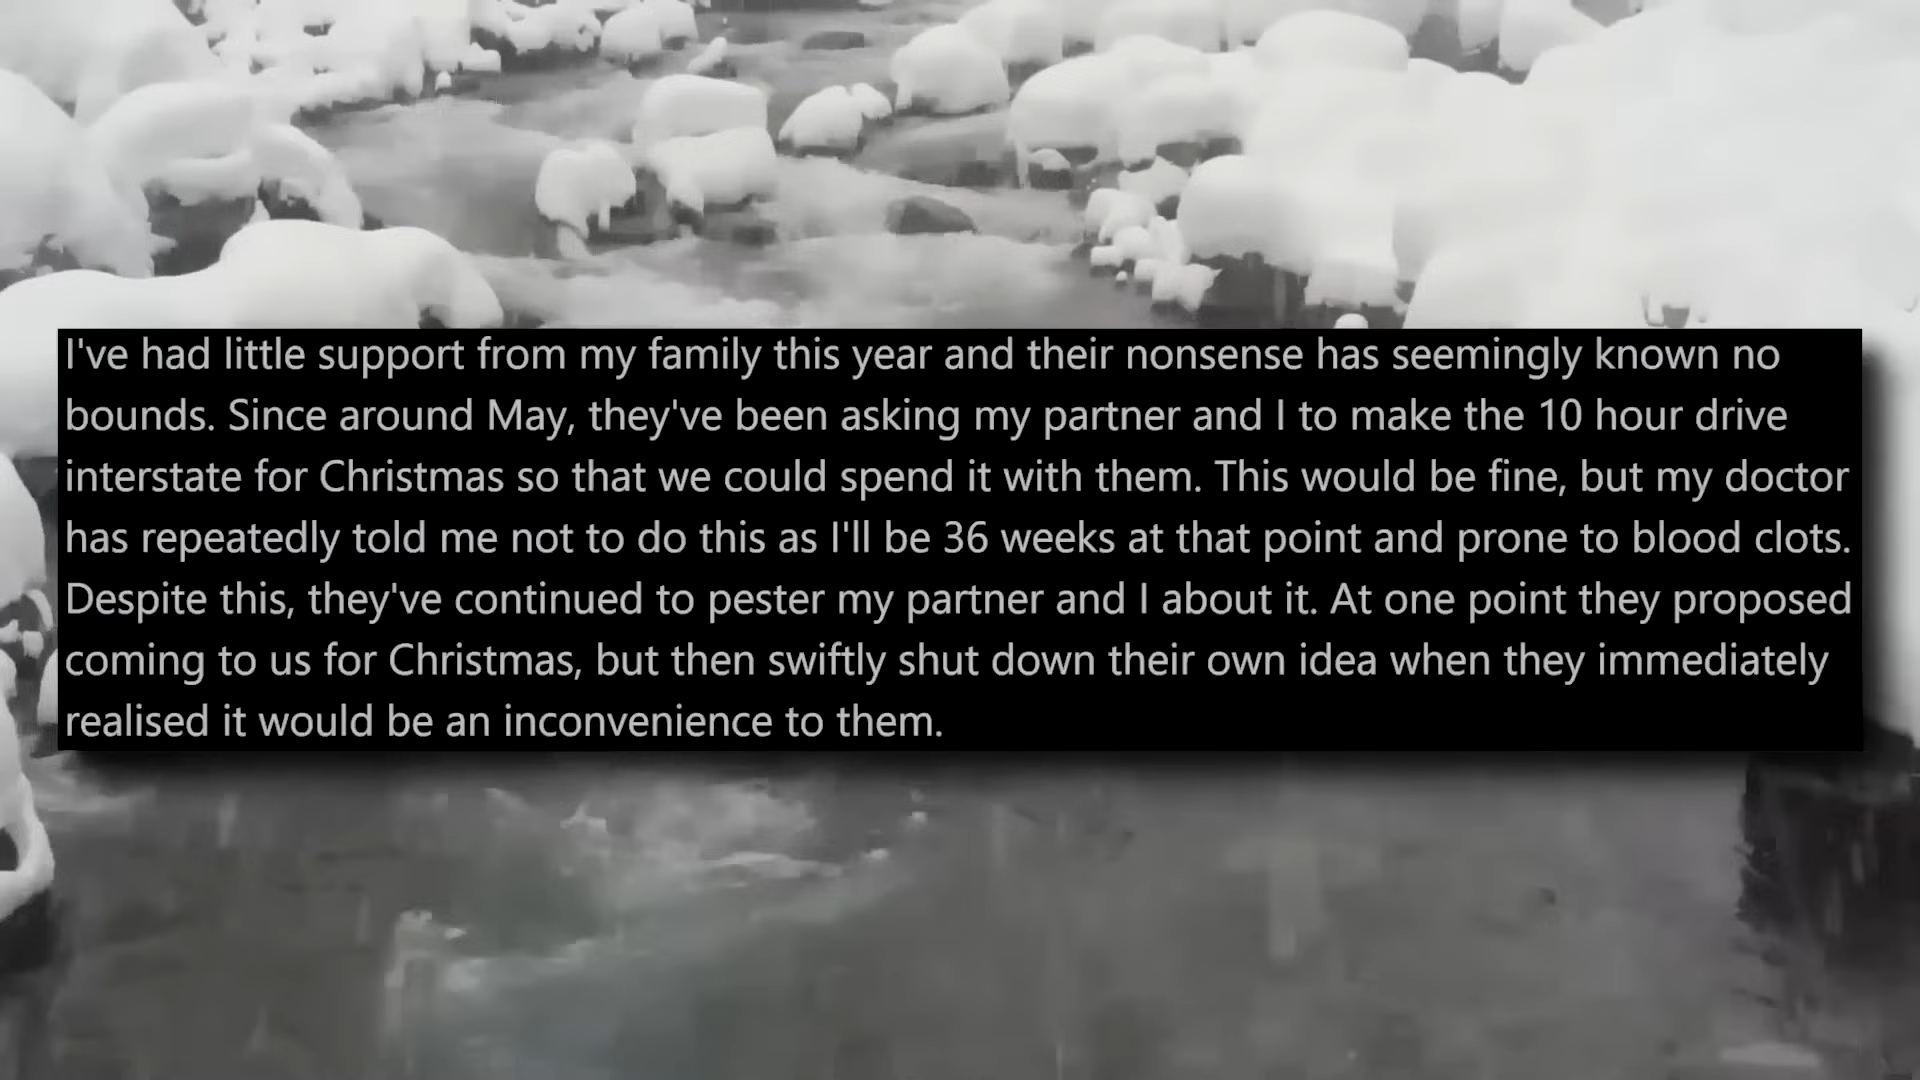 I've had little support from my family this year and their nonsense has seemingly known no
bounds. Since around May, they've been asking my partner and I to make the 10 hour drive
interstate for Christmas so that we could spend it with them. This would be fine, but my doctor
has repeatedly told me not to do this as I'll be 36 weeks at that point and prone to blood clots.
Despite this, they've continued to pester my partner and I about it. At one point they proposed
coming to us for Christmas, but then swiftly shut down their own idea when they immediately
realised it would be an inconvenience to them.